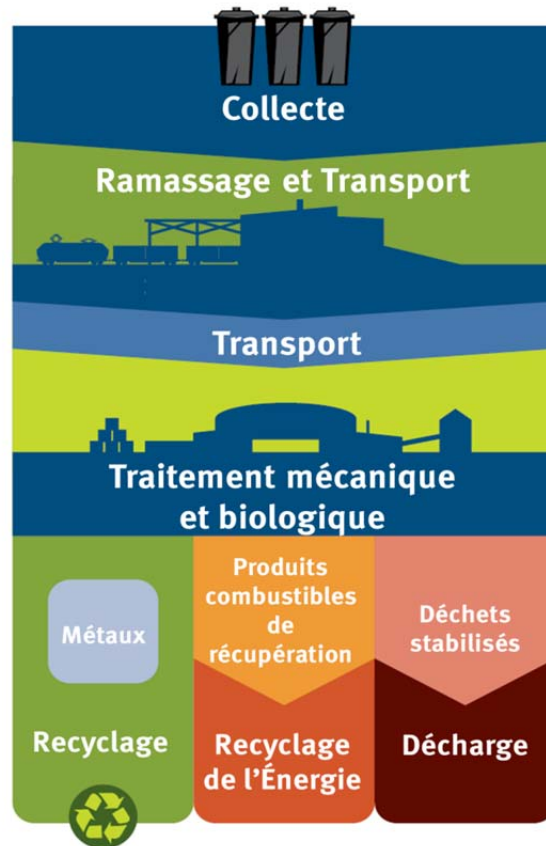 Collecte
Ramassage et Transport
Transport
Traitement mécanique
et biologique
Métaux
Recyclage
Produits
combustibles
de
récupération
Recyclage
de l'Énergie
Déchets
stabilisés
Décharge